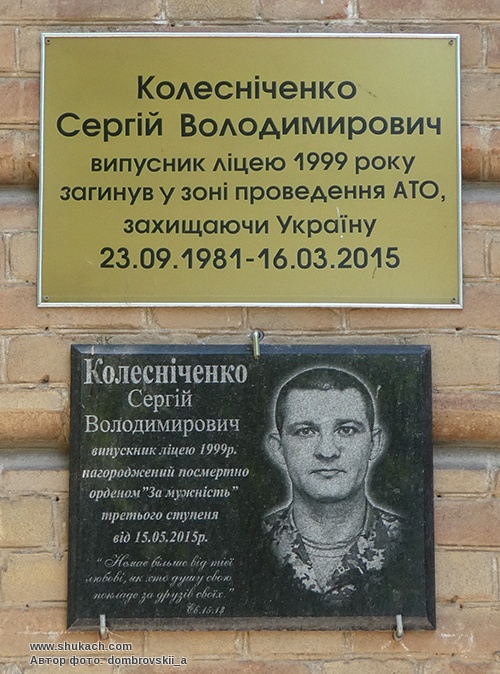 Колесніченко
Сергій Володимирович
випусник ліцею 1999 року
загинув у зоні проведення АТО,
захищаючи Україну
23.09.1981-16.03.2015
Колесніченко
Сергій
Володимирович
випускник ліцею 1999р.
нагороджений посмертно
орденом "За мужність"
третього ступеня
від 15.05.2015р.
"Немає більше від тієї
любові, як хто душу свою
покладе за друзів своїх."
Єв.15:13
www.shukach.com
Автор фото: dombrovskii_a